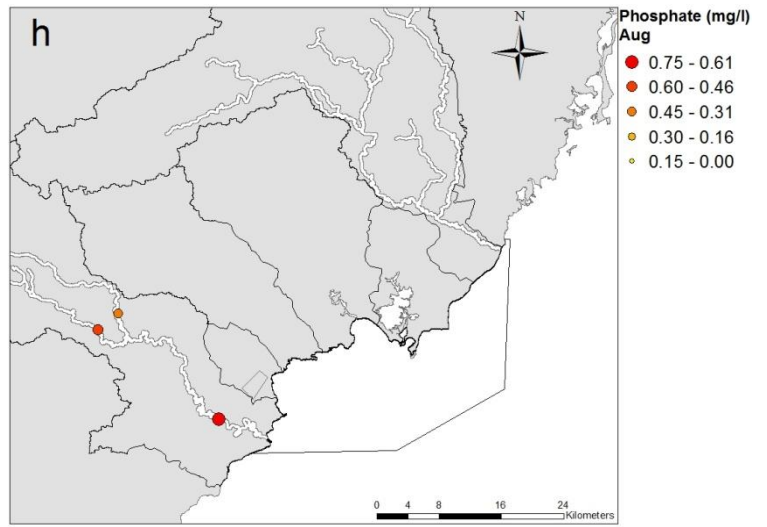 h
N
Phosphate (mg/l)
Aug
0.75 - 0.61
0.60 - 0.46
0.45 - 0.31
0.30 - 0.16
0.15 - 0.00
0 4 8 16 24
Kilometers